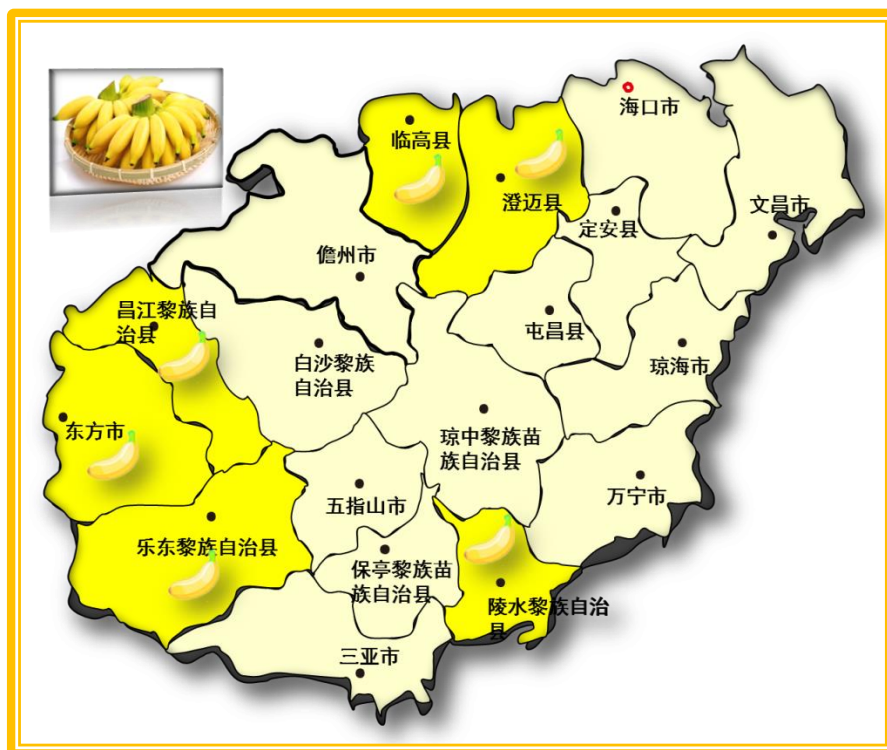 海口市
临高县
澄迈县
文昌市
定安县
儋州市
昌江黎族自
治县
屯昌县
白沙黎族
自治县
琼海市
东方市
琼中黎族苗
族自治县
万宁市
五指山市
乐东黎族自治县
保亭黎族苗
族自治县
陵水黎族自治
县
三亚市